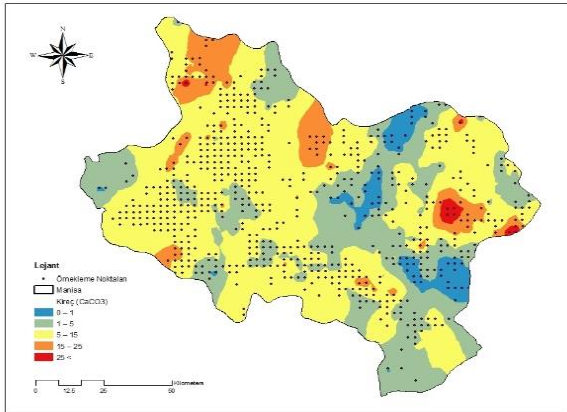 N
W E
S
Lejant
Örnekleme Noktaları
Manisa
Kireç (CaCO3)
0 – 1
1 – 5
5 – 15
15 – 25
25 <
0 12.5 25 50
Kilometers